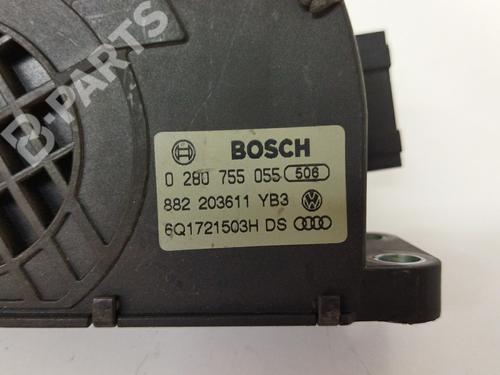 B-PARTS
BOSCH
0 280 755 055 506
882 203611 YB3
6Q1721503H DS